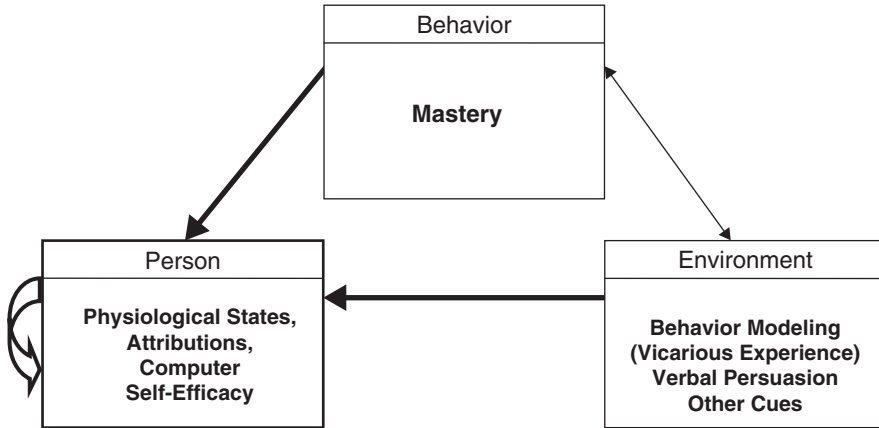 Behavior
Mastery
Person
Physiological States,
Attributions,
Computer
Self-Efficacy
Environment
Behavior Modeling
(Vicarious Experience)
Verbal Persuasion
Other Cues